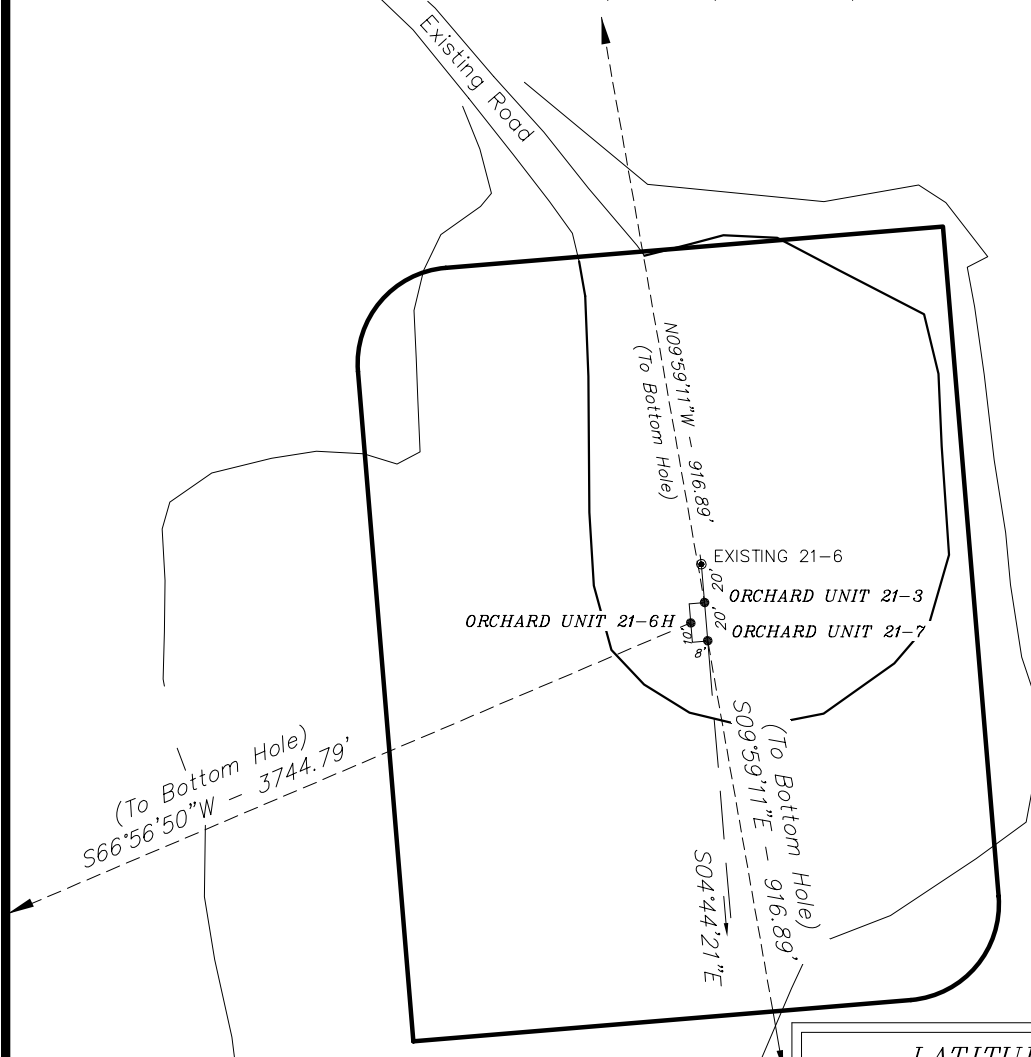 Existing Road
N09°59'11"W - 916.89'
(To Bottom Hole)
EXISTING 21-6
20'
ORCHARD UNIT 21-3
20'
ORCHARD UNIT 21-6H
10'
ORCHARD UNIT 21-7
8'
(To Bottom Hole)
S66°56'50"W - 3744.79'
(To Bottom Hole)
S09°59'11"E - 916.89'
S04°44'21"E